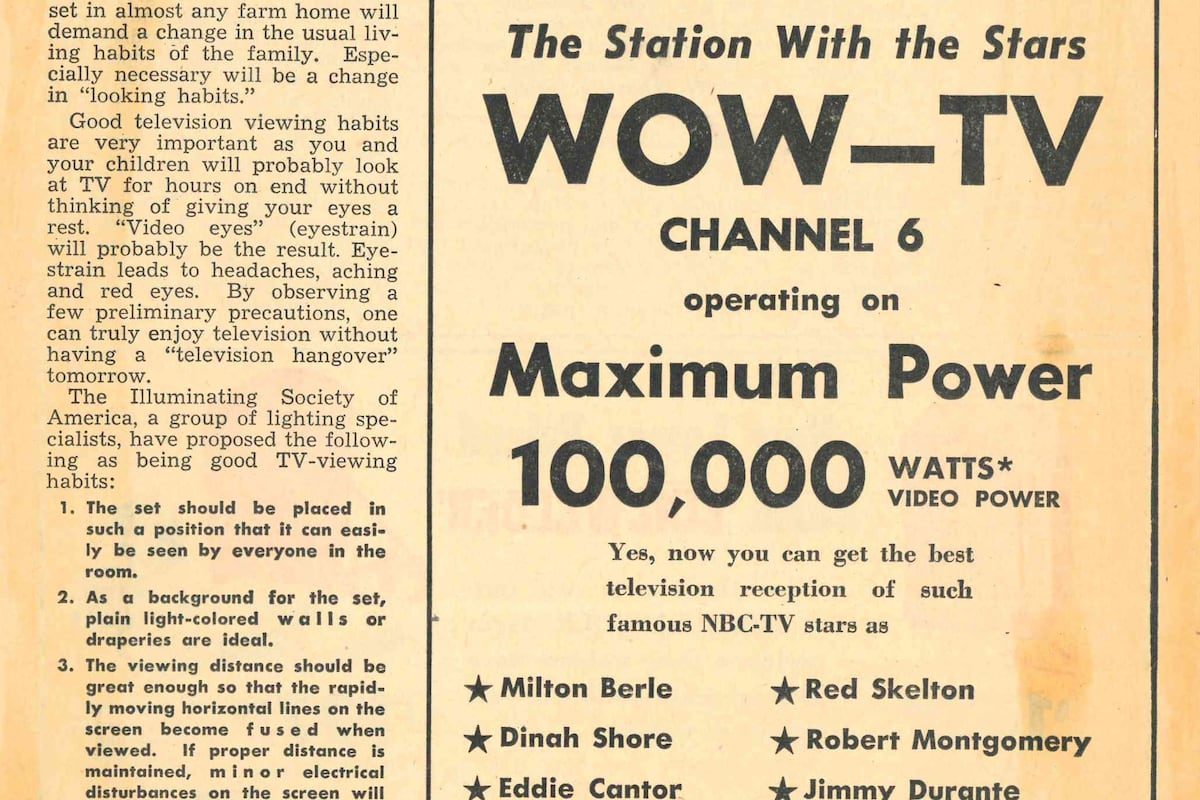 set in almost any farm home will
demand a change in the usual liv-
ing habits of the family. Espe-
cially necessary will be a change
in “looking habits.”
Good television viewing habits
are very important as you and
your children will probably look
at TV for hours on end without
thinking of giving your eyes a
rest. “Video eyes” (eyestrain)
will probably be the result. Eye-
strain leads to headaches, aching
and red eyes. By observing a
few preliminary precautions, one
can truly enjoy television without
having a “television hangover”
tomorrow.
The Illuminating Society of
America, a group of lighting spe-
cialists, have proposed the follow-
ing as being good TV-viewing
habits:
1. The set should be placed in
such a position that it can easi-
ly be seen by everyone in the
room.
2. As a background for the set,
plain light-colored walls or
draperies are ideal.
3. The viewing distance should be
great enough so that the rapid-
ly moving horizontal lines on the
screen become fused when
viewed. If proper distance is
maintained, minor electrical
disturbances on the screen will
The Station With the Stars
WOW—TV
CHANNEL 6
operating on
Maximum Power
100,000 WATTS*
VIDEO POWER
Yes, now you can get the best
television reception of such
famous NBC-TV stars as
★ Milton Berle
★ Red Skelton
★ Dinah Shore
★ Robert Montgomery
★ Eddie Cantor
★ Jimmy Durante